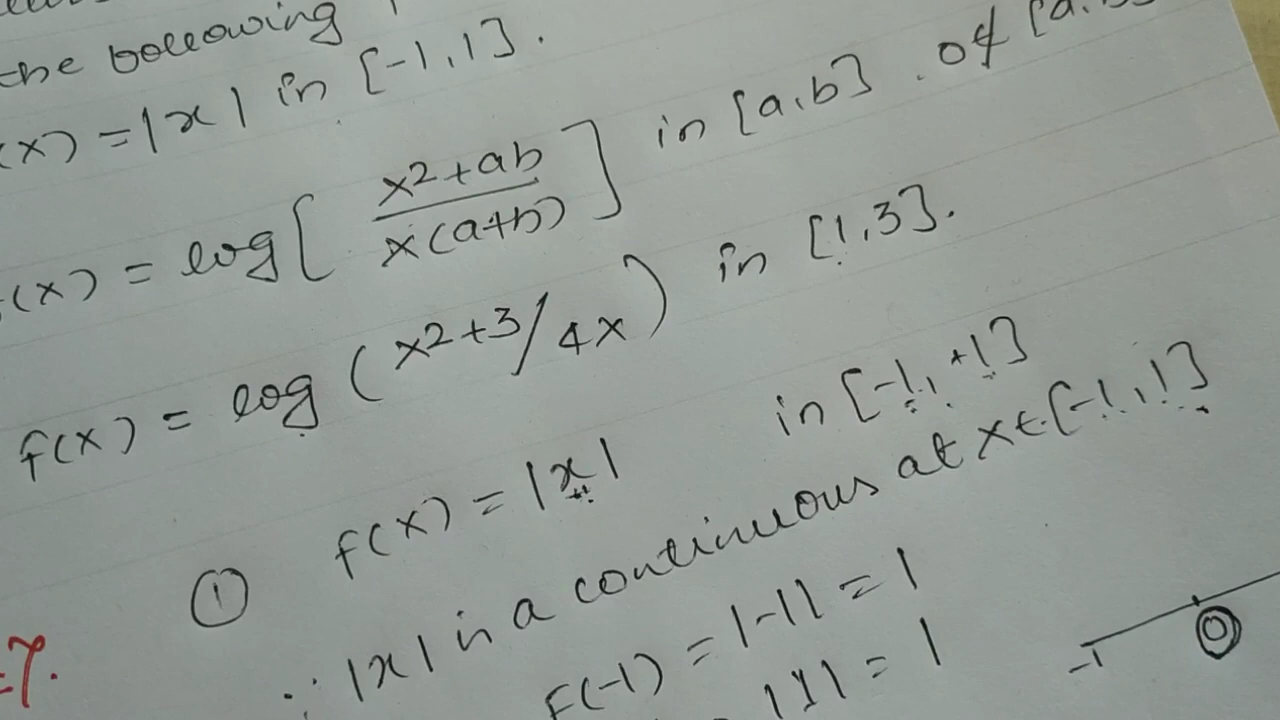 the following
(x) = |x| in [-1, 1].
(x) = log[ x2+ab / x(a+b) ] in [a,b] . of [a,b]
f(x) = log (x2+3/4x) in [1,3].
① f(x) = |x| in [-1, +1]
∵ |x| is a continuous at x∈[-1, 1]
f(-1) = |-1| = 1
|1| = 1
-1 0
=7.